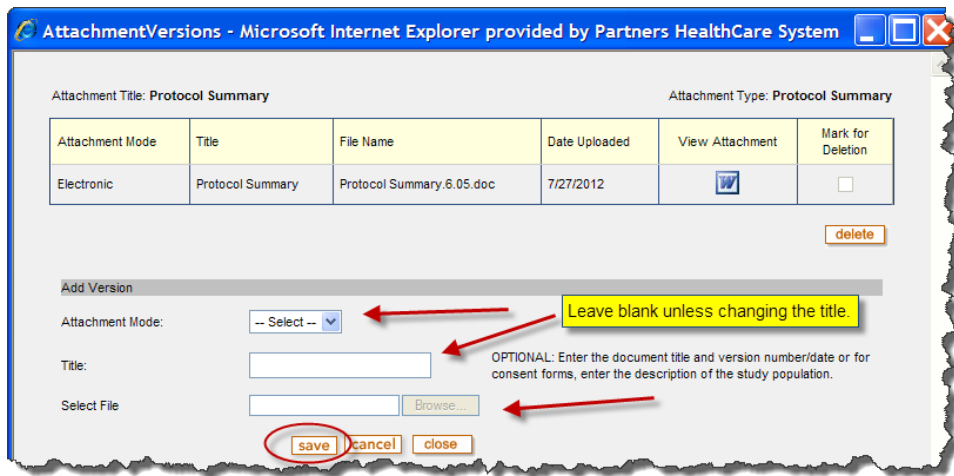 AttachmentVersions - Microsoft Internet Explorer provided by Partners HealthCare System
Attachment Title: Protocol Summary Attachment Type: Protocol Summary
Attachment Mode Title File Name Date Uploaded View Attachment Mark for Deletion
Electronic Protocol Summary Protocol Summary.6.05.doc 7/27/2012 W
delete
Add Version
Attachment Mode: -- Select -- Leave blank unless changing the title.
Title: OPTIONAL: Enter the document title and version number/date or for
consent forms, enter the description of the study population.
Select File Browse...
save cancel close